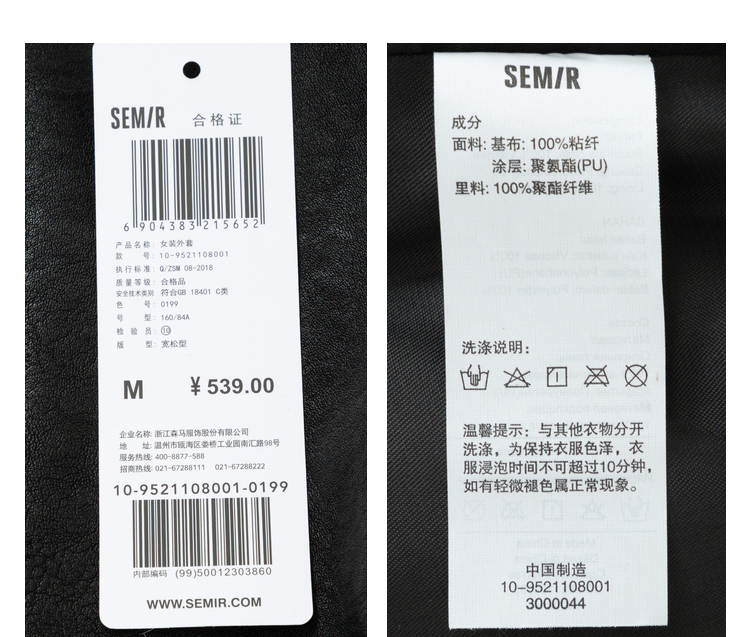 SEMIR 合格证
6 904383 215652
产品名称: 女装外套
款 号: 10-9521108001
执行标准: Q/ZSM 08-2018
质量等级: 合格品
安全技术类别 符合GB 18401 C类
色 号: 0199
号 型: 160/84A
检 验 员: ⑩
版 型: 宽松型
M ¥ 539.00
企业名称: 浙江森马服饰股份有限公司
地 址: 温州市瓯海区娄桥工业园南汇路98号
服务热线: 400-8877-588
招商热线: 021-67288111 021-67288222
10-9521108001-0199
内部编码 (99)50012303860
WWW.SEMIR.COM
SEMIR
成分
面料: 基布: 100%粘纤
涂层: 聚氨酯(PU)
里料: 100%聚酯纤维
洗涤说明:
温馨提示: 与其他衣物分开
洗涤, 为保持衣服色泽, 衣
服浸泡时间不可超过10分钟,
如有轻微褪色属正常现象。
中国制造
10-9521108001
3000044